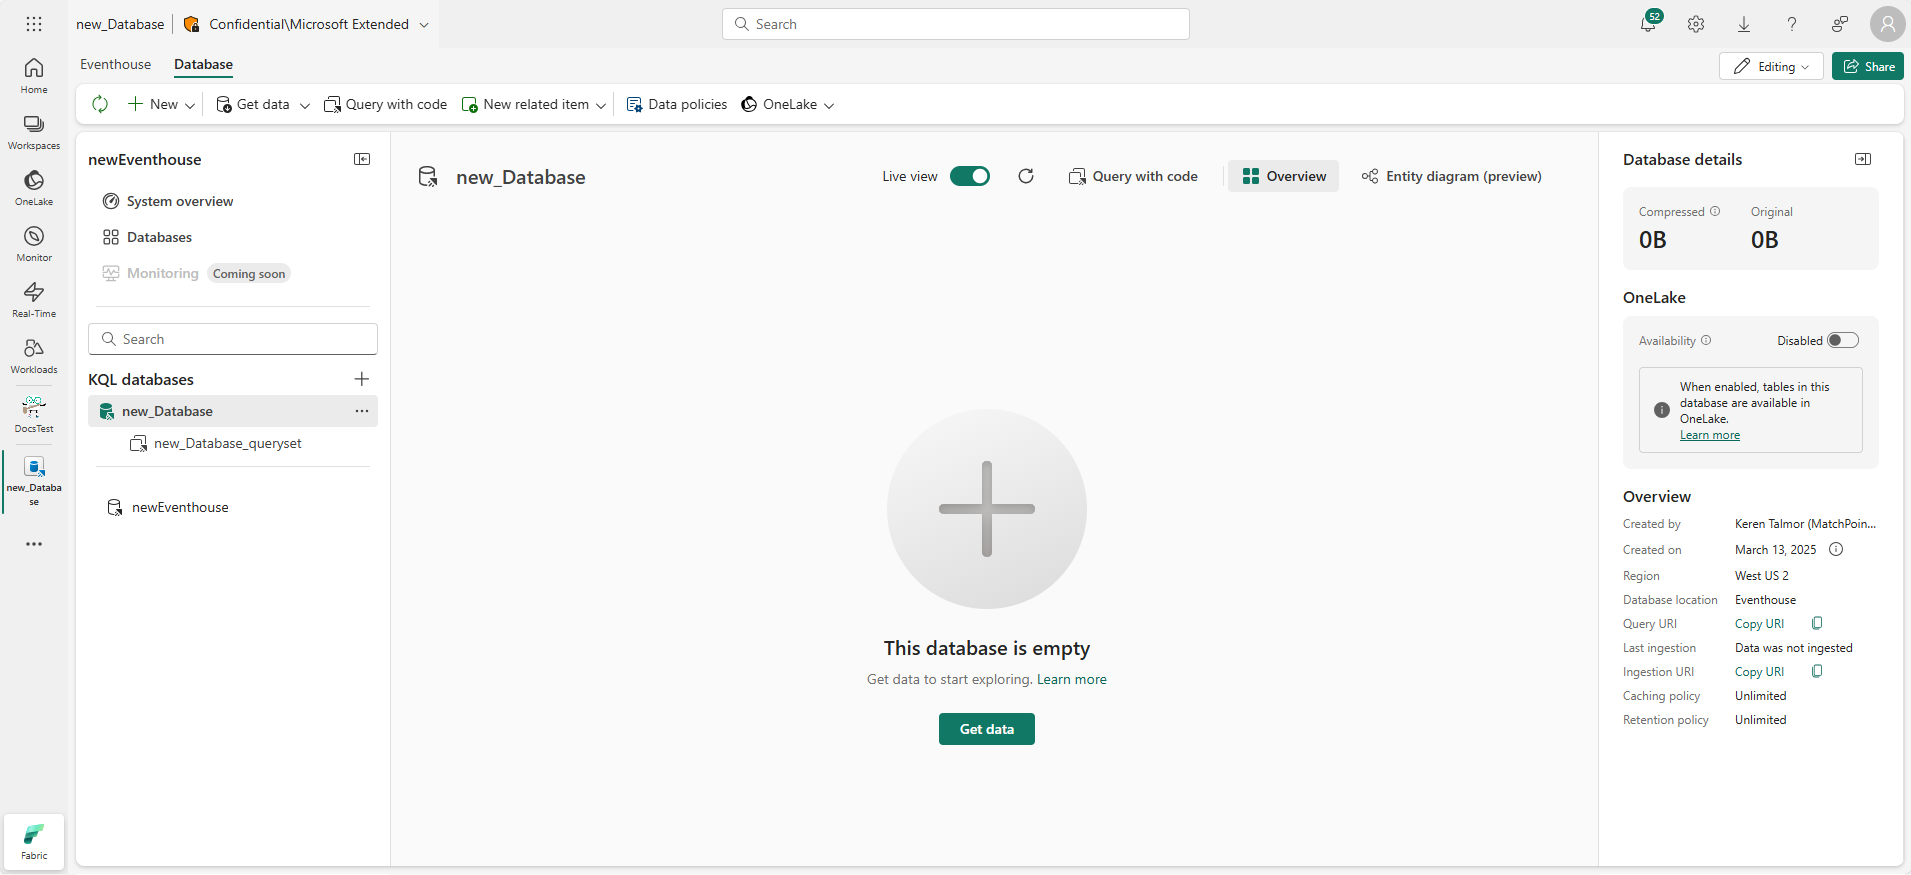 new_Database
Confidential\Microsoft Extended
Search
52
Home
Workspaces
OneLake
Monitor
Real-Time
Workloads
DocsTest
new_Databa
se
Fabric
Eventhouse
Database
Editing
Share
New
Get data
Query with code
New related item
Data policies
OneLake
newEventhouse
System overview
Databases
Monitoring
Coming soon
Search
KQL databases
new_Database
new_Database_queryset
newEventhouse
new_Database
Live view
Query with code
Overview
Entity diagram (preview)
This database is empty
Get data to start exploring. Learn more
Get data
Database details
Compressed
Original
0B
0B
OneLake
Availability
Disabled
When enabled, tables in this
database are available in
OneLake.
Learn more
Overview
Created by Keren Talmor (MatchPoin...
Created on March 13, 2025
Region West US 2
Database location Eventhouse
Query URI Copy URI
Last ingestion Data was not ingested
Ingestion URI Copy URI
Caching policy Unlimited
Retention policy Unlimited